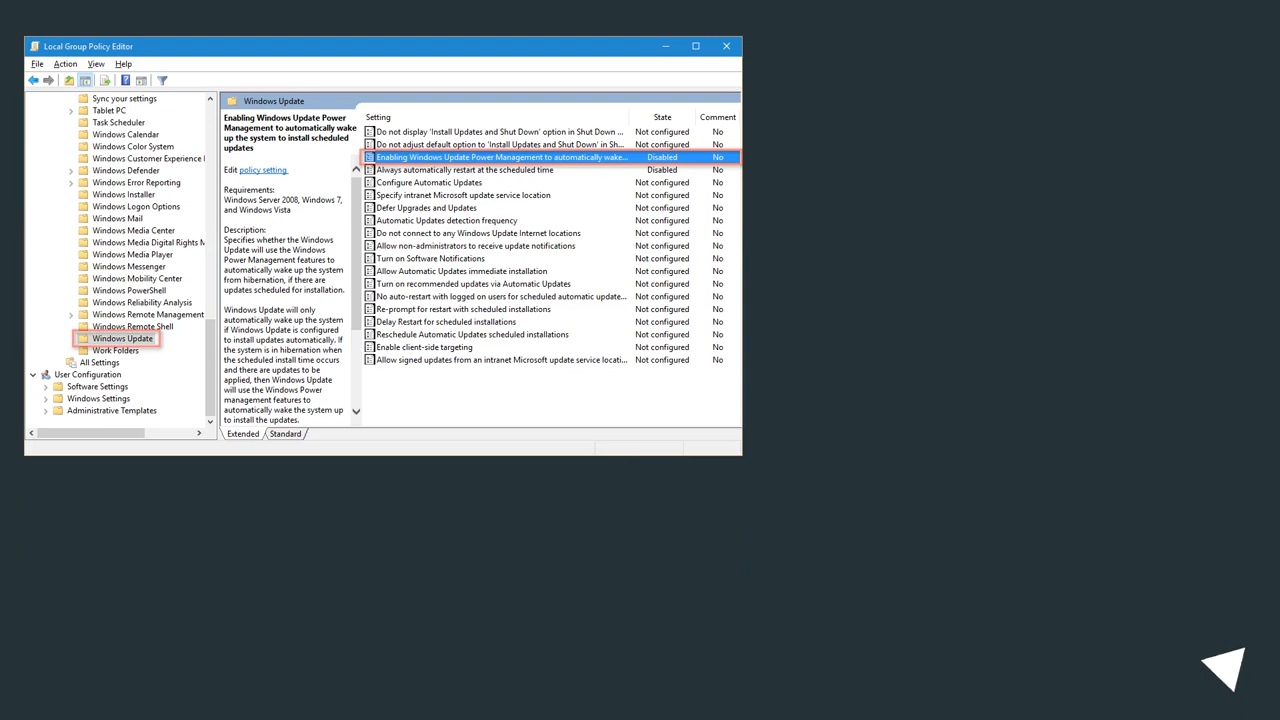 Local Group Policy Editor
File Action View Help
Sync your settings
Tablet PC
Task Scheduler
Windows Calendar
Windows Color System
Windows Customer Experience I
Windows Defender
Windows Error Reporting
Windows Installer
Windows Logon Options
Windows Mail
Windows Media Center
Windows Media Digital Rights M
Windows Media Player
Windows Messenger
Windows Mobility Center
Windows PowerShell
Windows Reliability Analysis
Windows Remote Management
Windows Remote Shell
Windows Update
Work Folders
All Settings
User Configuration
Software Settings
Windows Settings
Administrative Templates
Windows Update
Enabling Windows Update Power
Management to automatically wake
up the system to install scheduled
updates
Edit policy setting
Requirements:
Windows Server 2008, Windows 7,
and Windows Vista
Description:
Specifies whether the Windows
Update will use the Windows
Power Management features to
automatically wake up the system
from hibernation, if there are
updates scheduled for installation.
Windows Update will only
automatically wake up the system
if Windows Update is configured
to install updates automatically. If
the system is in hibernation when
the scheduled install time occurs
and there are updates to be
applied, then Windows Update
will use the Windows Power
management features to
automatically wake the system up
to install the updates.
Setting State Comment
Do not display 'Install Updates and Shut Down' option in Shut Down ... Not configured No
Do not adjust default option to 'Install Updates and Shut Down' in Sh... Not configured No
Enabling Windows Update Power Management to automatically wake... Disabled No
Always automatically restart at the scheduled time Disabled No
Configure Automatic Updates Not configured No
Specify intranet Microsoft update service location Not configured No
Defer Upgrades and Updates Not configured No
Automatic Updates detection frequency Not configured No
Do not connect to any Windows Update Internet locations Not configured No
Allow non-administrators to receive update notifications Not configured No
Turn on Software Notifications Not configured No
Allow Automatic Updates immediate installation Not configured No
Turn on recommended updates via Automatic Updates Not configured No
No auto-restart with logged on users for scheduled automatic update... Not configured No
Re-prompt for restart with scheduled installations Not configured No
Delay Restart for scheduled installations Not configured No
Reschedule Automatic Updates scheduled installations Not configured No
Enable client-side targeting Not configured No
Allow signed updates from an intranet Microsoft update service locati... Not configured No
Extended Standard